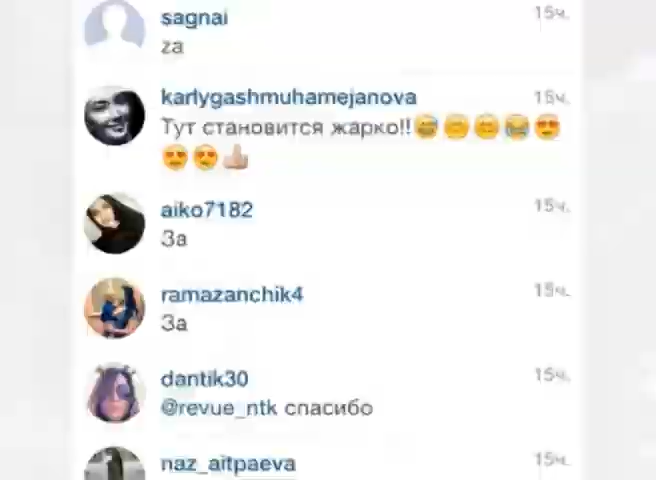 sagnai
15ч.
za
karlygashmuhamejanova
15ч.
Тут становится жарко!!😅😊😊😂😍
😍😍👍
aiko7182
15ч.
За
ramazanchik4
15ч.
За
dantik30
15ч.
@revue_ntk спасибо
naz_aitpaeva
15ч.